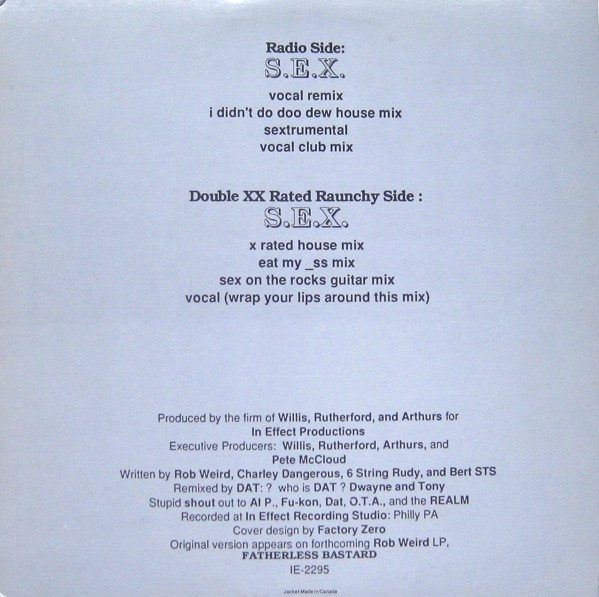 Radio Side:
S.E.X.
vocal remix
i didn't do doo dew house mix
sextrumental
vocal club mix
Double XX Rated Raunchy Side :
S.E.X.
x rated house mix
eat my _ss mix
sex on the rocks guitar mix
vocal (wrap your lips around this mix)
Produced by the firm of Willis, Rutherford, and Arthurs for
In Effect Productions
Executive Producers: Willis, Rutherford, Arthurs, and
Pete McCloud
Written by Rob Weird, Charley Dangerous, 6 String Rudy, and Bert STS
Remixed by DAT: ? who is DAT ? Dwayne and Tony
Stupid shout out to Al P., Fu-kon, Dat, O.T.A., and the REALM
Recorded at In Effect Recording Studio: Philly PA
Cover design by Factory Zero
Original version appears on forthcoming Rob Weird LP,
FATHERLESS BASTARD
IE-2295
Jacket Made in Canada